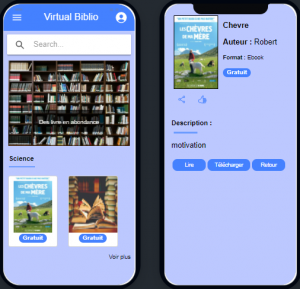 Virtual Biblio
Search...
Des livre en abondance
Science
LES CHÈVRES
DE MA MÈRE
Gratuit
Gratuit
Voir plus
LES CHÈVRES
DE MA MÈRE
Chevre
Auteur : Robert
Format : Ebook
Gratuit
Description :
motivation
Lire
Télécharger
Retour